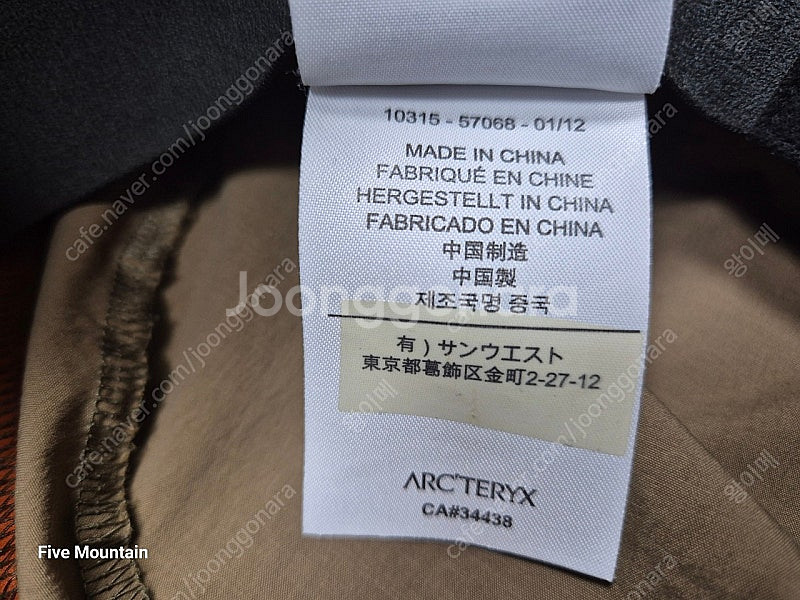 10315 - 57068 - 01/12
MADE IN CHINA
FABRIQUÉ EN CHINE
HERGESTELLT IN CHINA
FABRICADO EN CHINA
中国制造
中国製
제조국명 중국
有）サンウエスト
東京都葛飾区金町2-27-12
ARC'TERYX
CA#34438
Joonggonara
cafe.naver.com/joonggonara
왕이페
Five Mountain